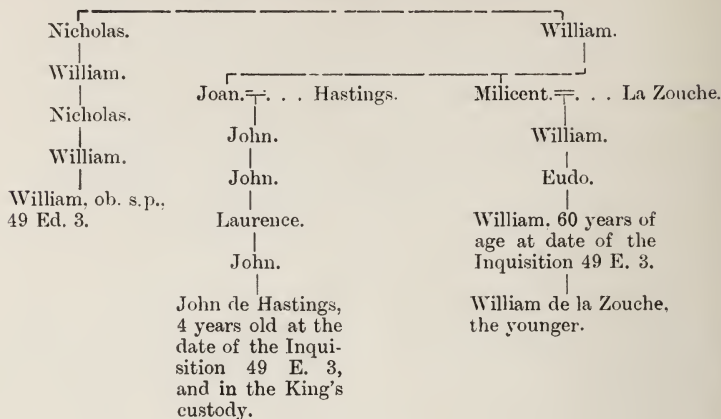 Nicholas.
William.
William.
Nicholas.
William.
William, ob. s.p.,
49 Ed. 3.
Joan.=. . . Hastings.
John.
John.
Laurence.
John.
John de Hastings,
4 years old at the
date of the Inqui-
sition 49 E. 3,
and in the King's
custody.
Milicent.=. . . La Zouche.
William.
Eudo.
William. 60 years of
age at date of the
Inquisition 49 E. 3.
William de la Zouche,
the younger.